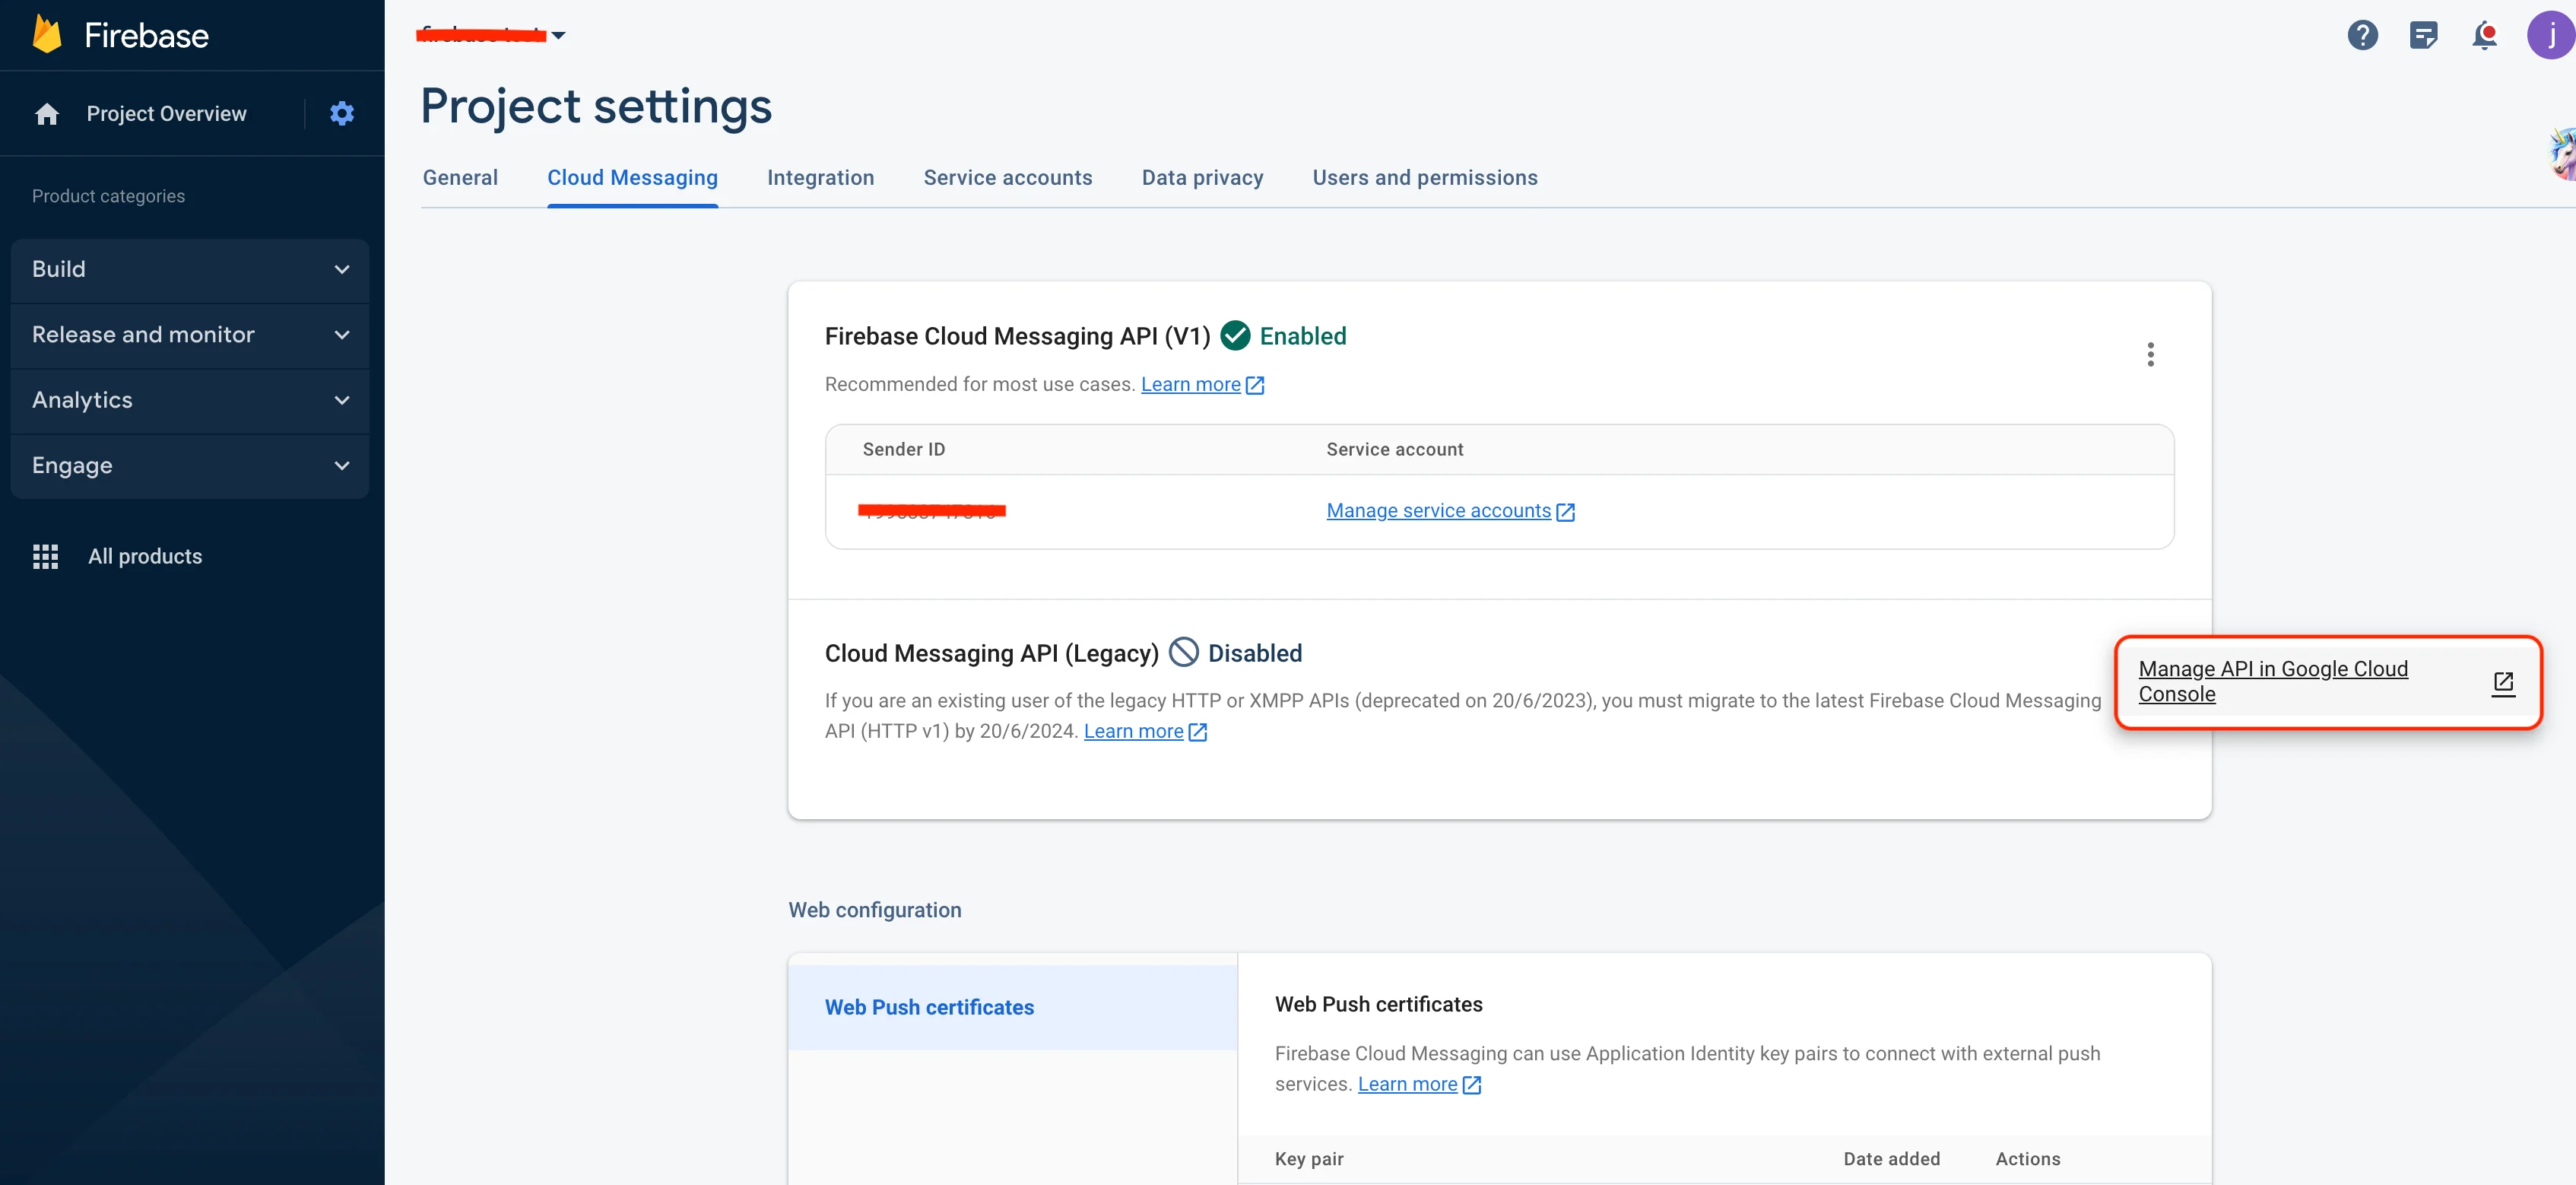 Firebase
Project Overview
Product categories
Build
Release and monitor
Analytics
Engage
All products
Project settings
General Cloud Messaging Integration Service accounts Data privacy Users and permissions
j
Firebase Cloud Messaging API (V1) Enabled
Recommended for most use cases. Learn more
Sender ID Service account
Manage service accounts
Cloud Messaging API (Legacy) Disabled
If you are an existing user of the legacy HTTP or XMPP APIs (deprecated on 20/6/2023), you must migrate to the latest Firebase Cloud Messaging
API (HTTP v1) by 20/6/2024. Learn more
Manage API in Google Cloud
Console
Web configuration
Web Push certificates
Web Push certificates
Firebase Cloud Messaging can use Application Identity key pairs to connect with external push
services. Learn more
Key pair Date added Actions